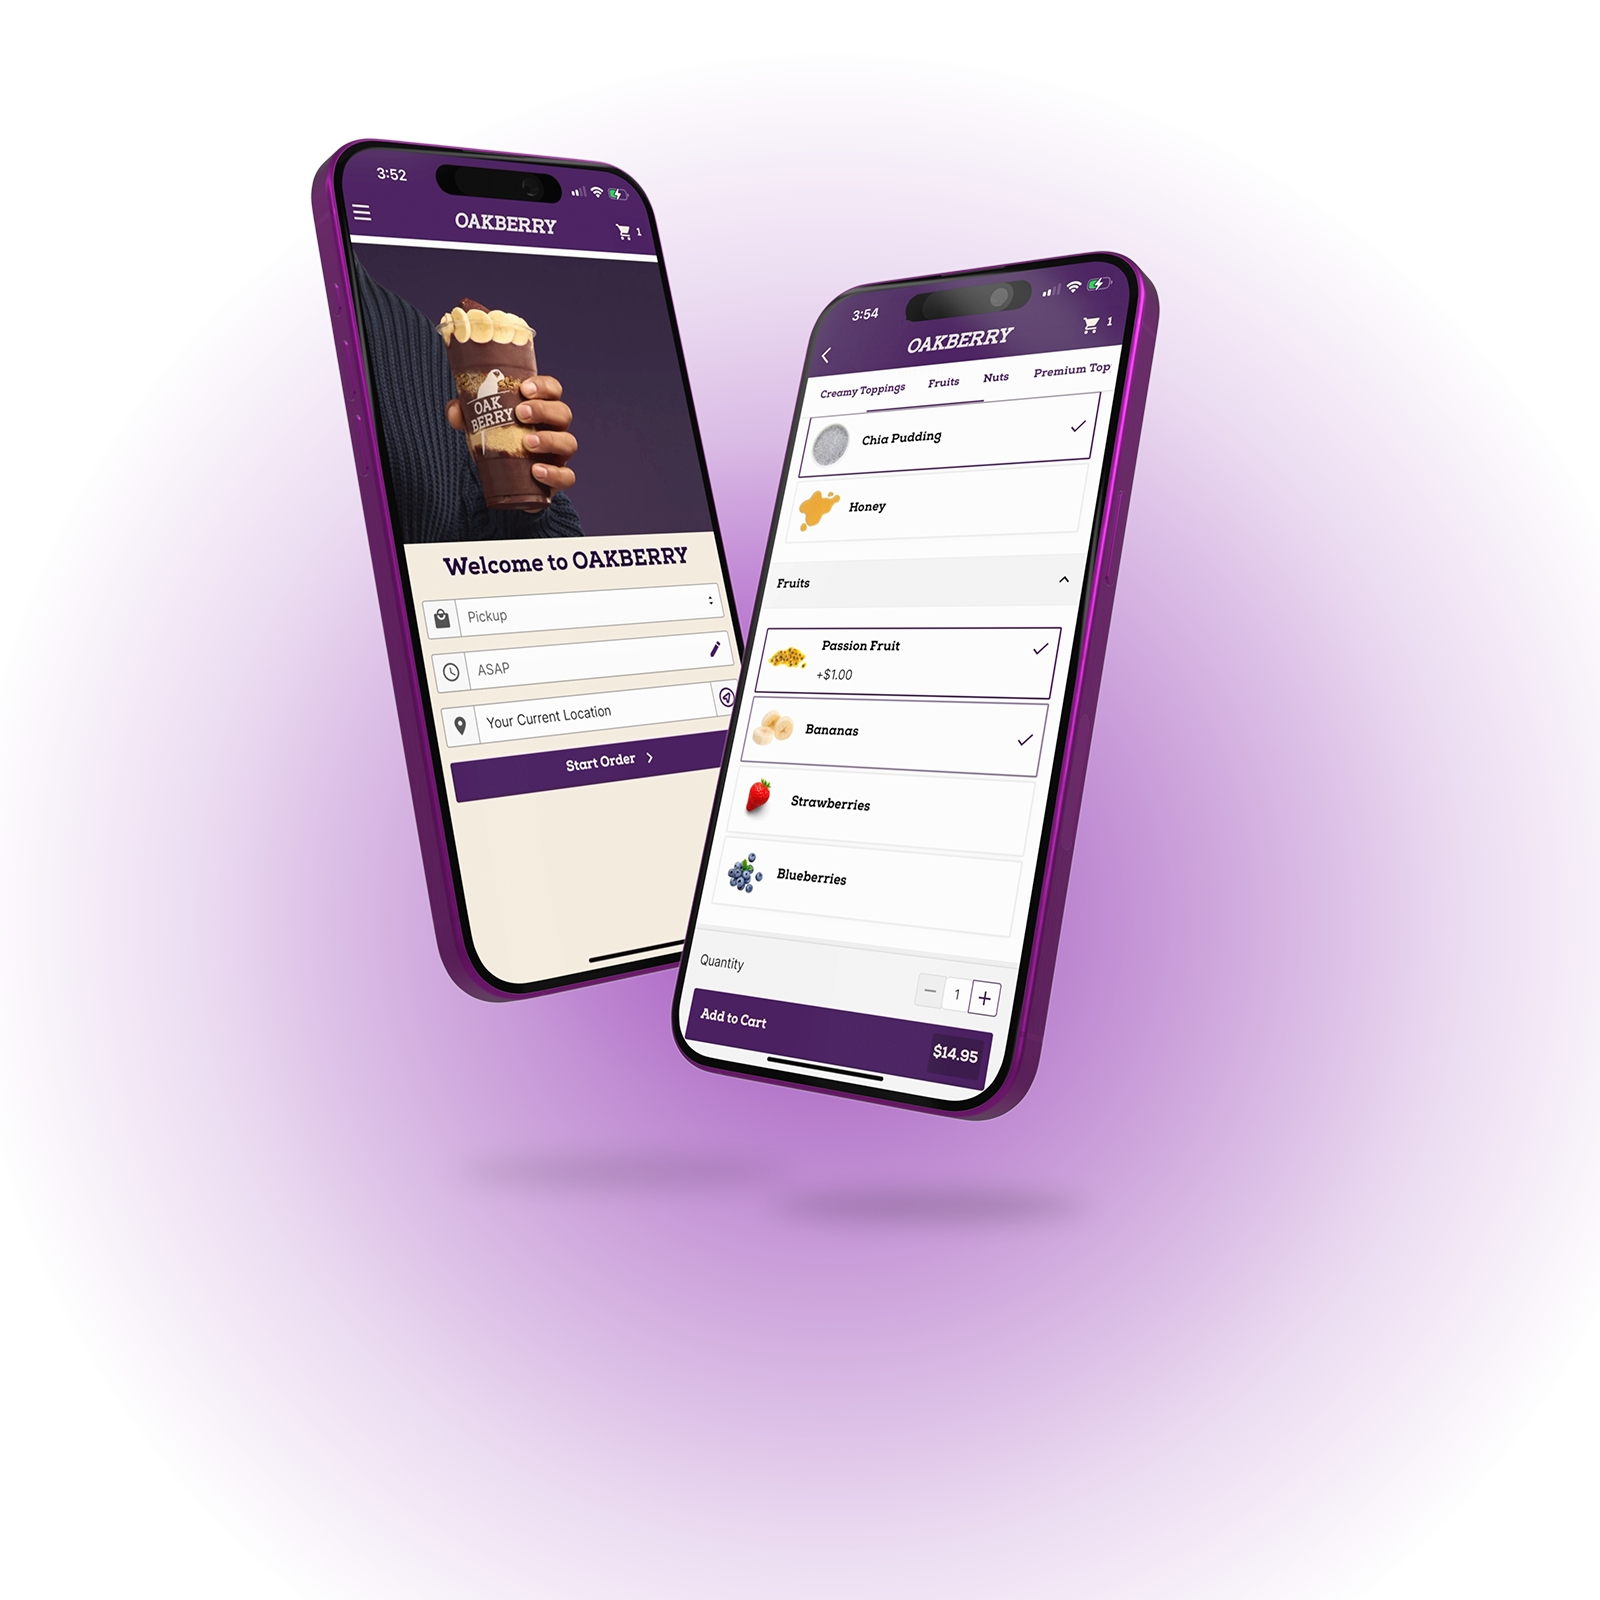 3:52
OAKBERRY
1
OAK
BERRY
Welcome to OAKBERRY
Pickup
ASAP
Your Current Location
Start Order
3:54
OAKBERRY
1
Creamy Toppings Fruits Nuts Premium Top
Chia Pudding
Honey
Fruits
Passion Fruit
+$1.00
Bananas
Strawberries
Blueberries
Quantity
1
Add to Cart
$14.95